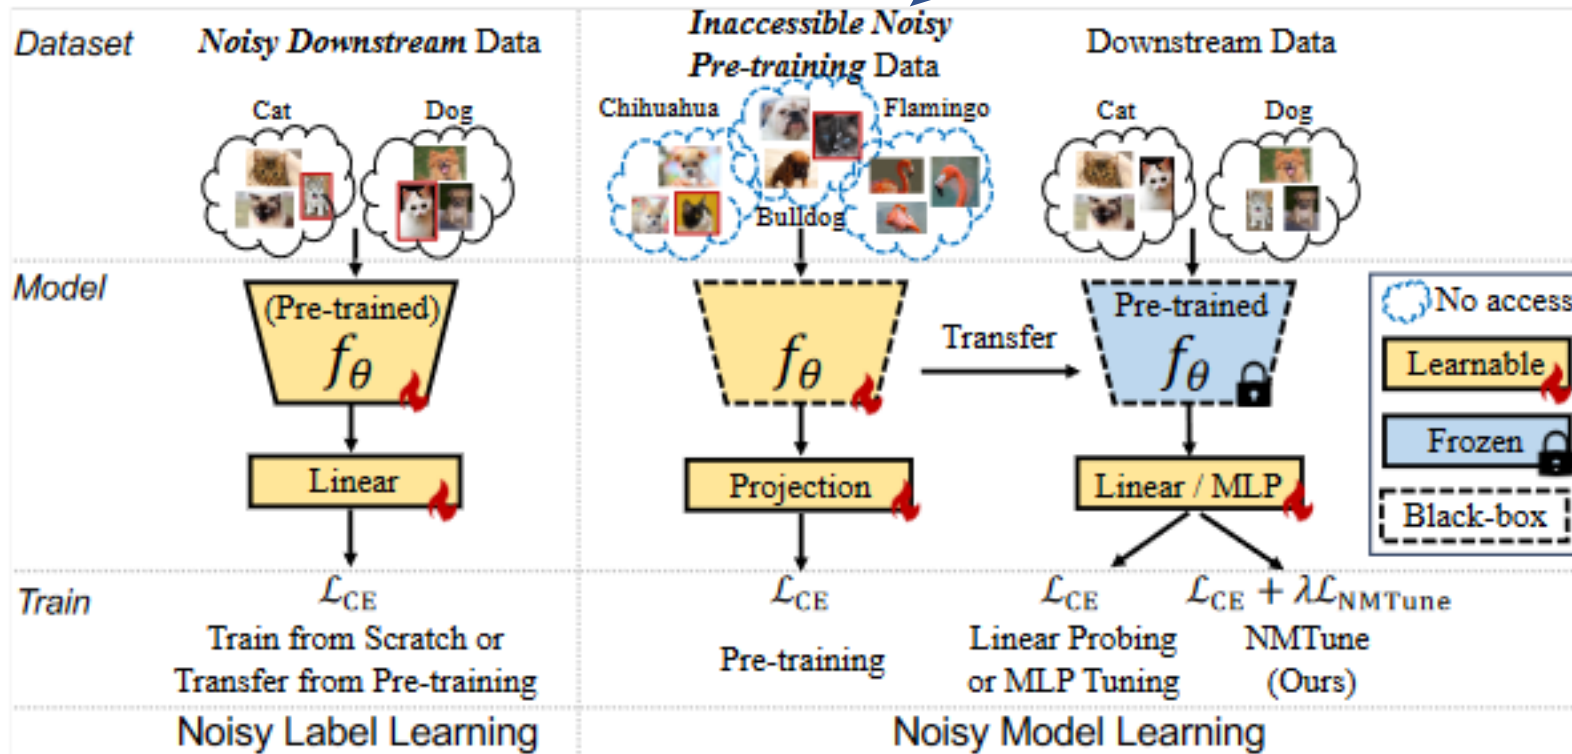 Dataset
Noisy Downstream Data
Inaccessible Noisy
Pre-training Data
Downstream Data
Cat
Dog
Chihuahua
Flamingo
Bulldog
Cat
Dog
Model
(Pre-trained)
fθ
Linear
fθ
Projection
Transfer
Pre-trained
fθ
Linear / MLP
No access
Learnable
Frozen
Black-box
Train
ℒCE
Train from Scratch or
Transfer from Pre-training
ℒCE
Pre-training
ℒCE
Linear Probing
or MLP Tuning
ℒCE + λℒNMTune
NMTune
(Ours)
Noisy Label Learning
Noisy Model Learning